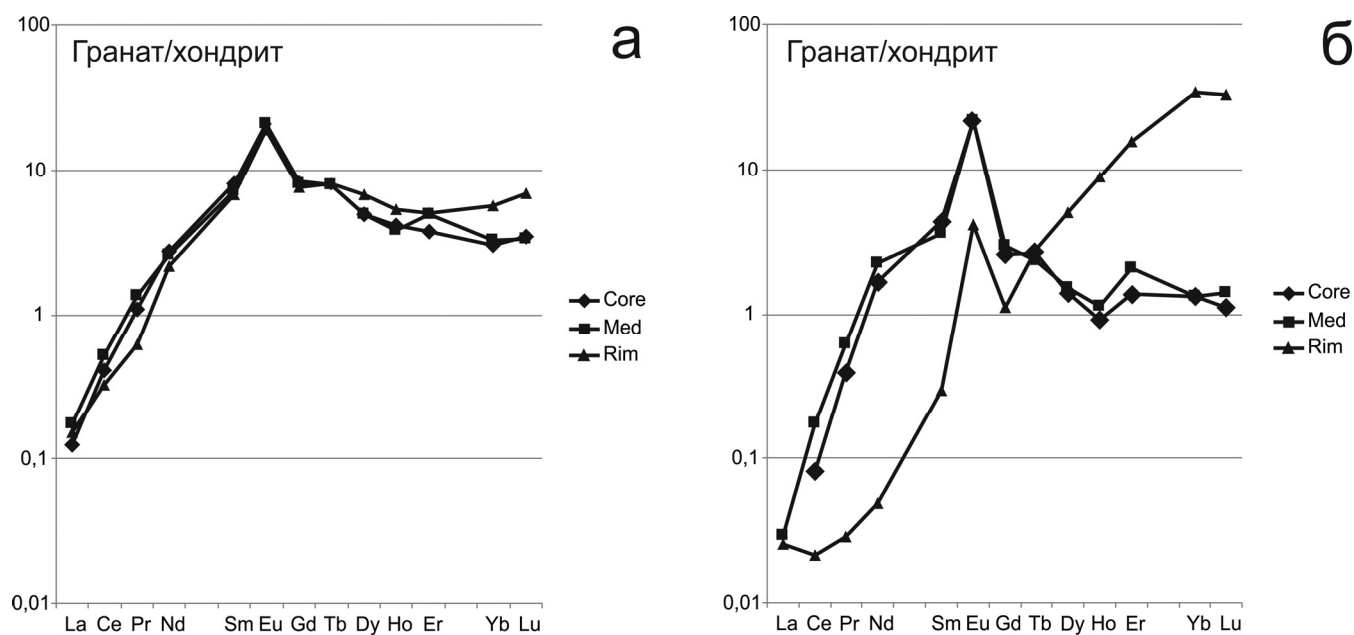 100
10
1
0,1
0,01
Гранат/хондрит
а
La Ce Pr Nd Sm Eu Gd Tb Dy Ho Er Yb Lu
Core
Med
Rim
100
10
1
0,1
0,01
Гранат/хондрит
б
La Ce Pr Nd Sm Eu Gd Tb Dy Ho Er Yb Lu
Core
Med
Rim